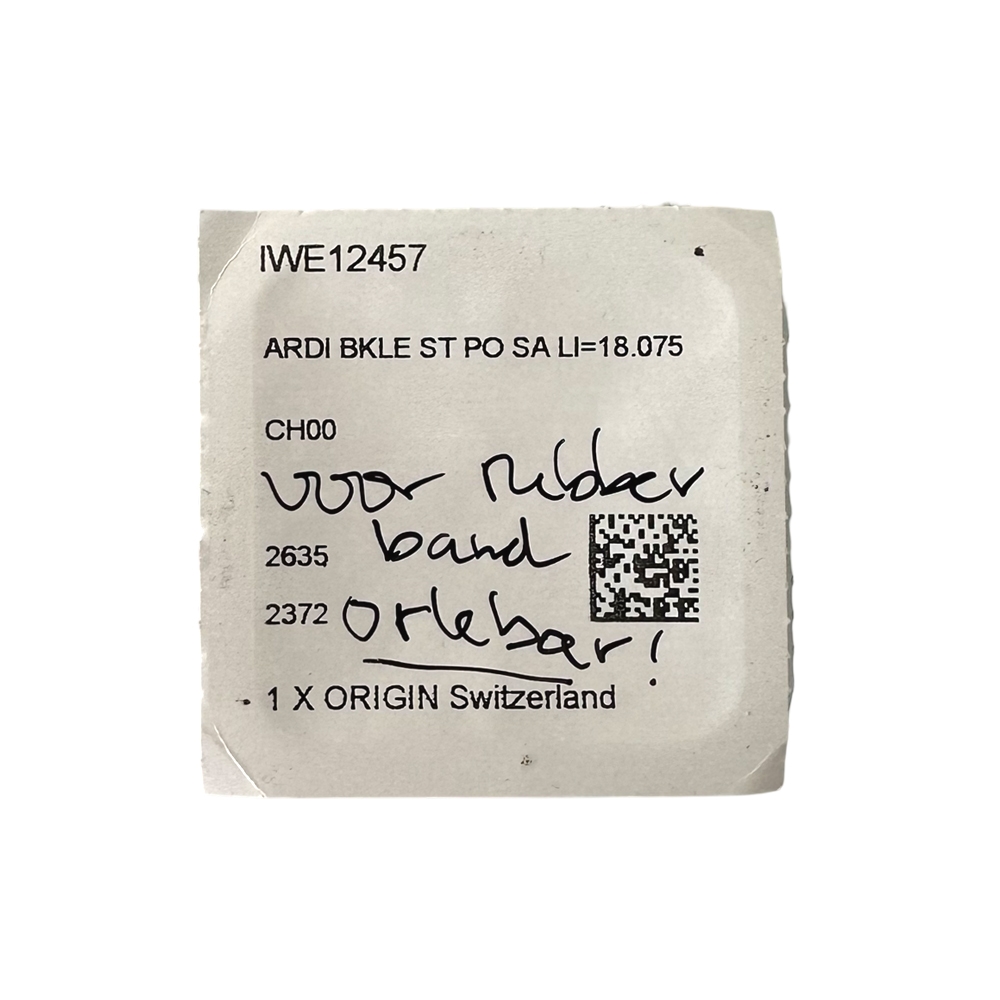 IWE12457
ARDI BKLE ST PO SA LI=18.075
CH00
voor rubber
band
2635
2372
Orlebar!
1 X ORIGIN Switzerland